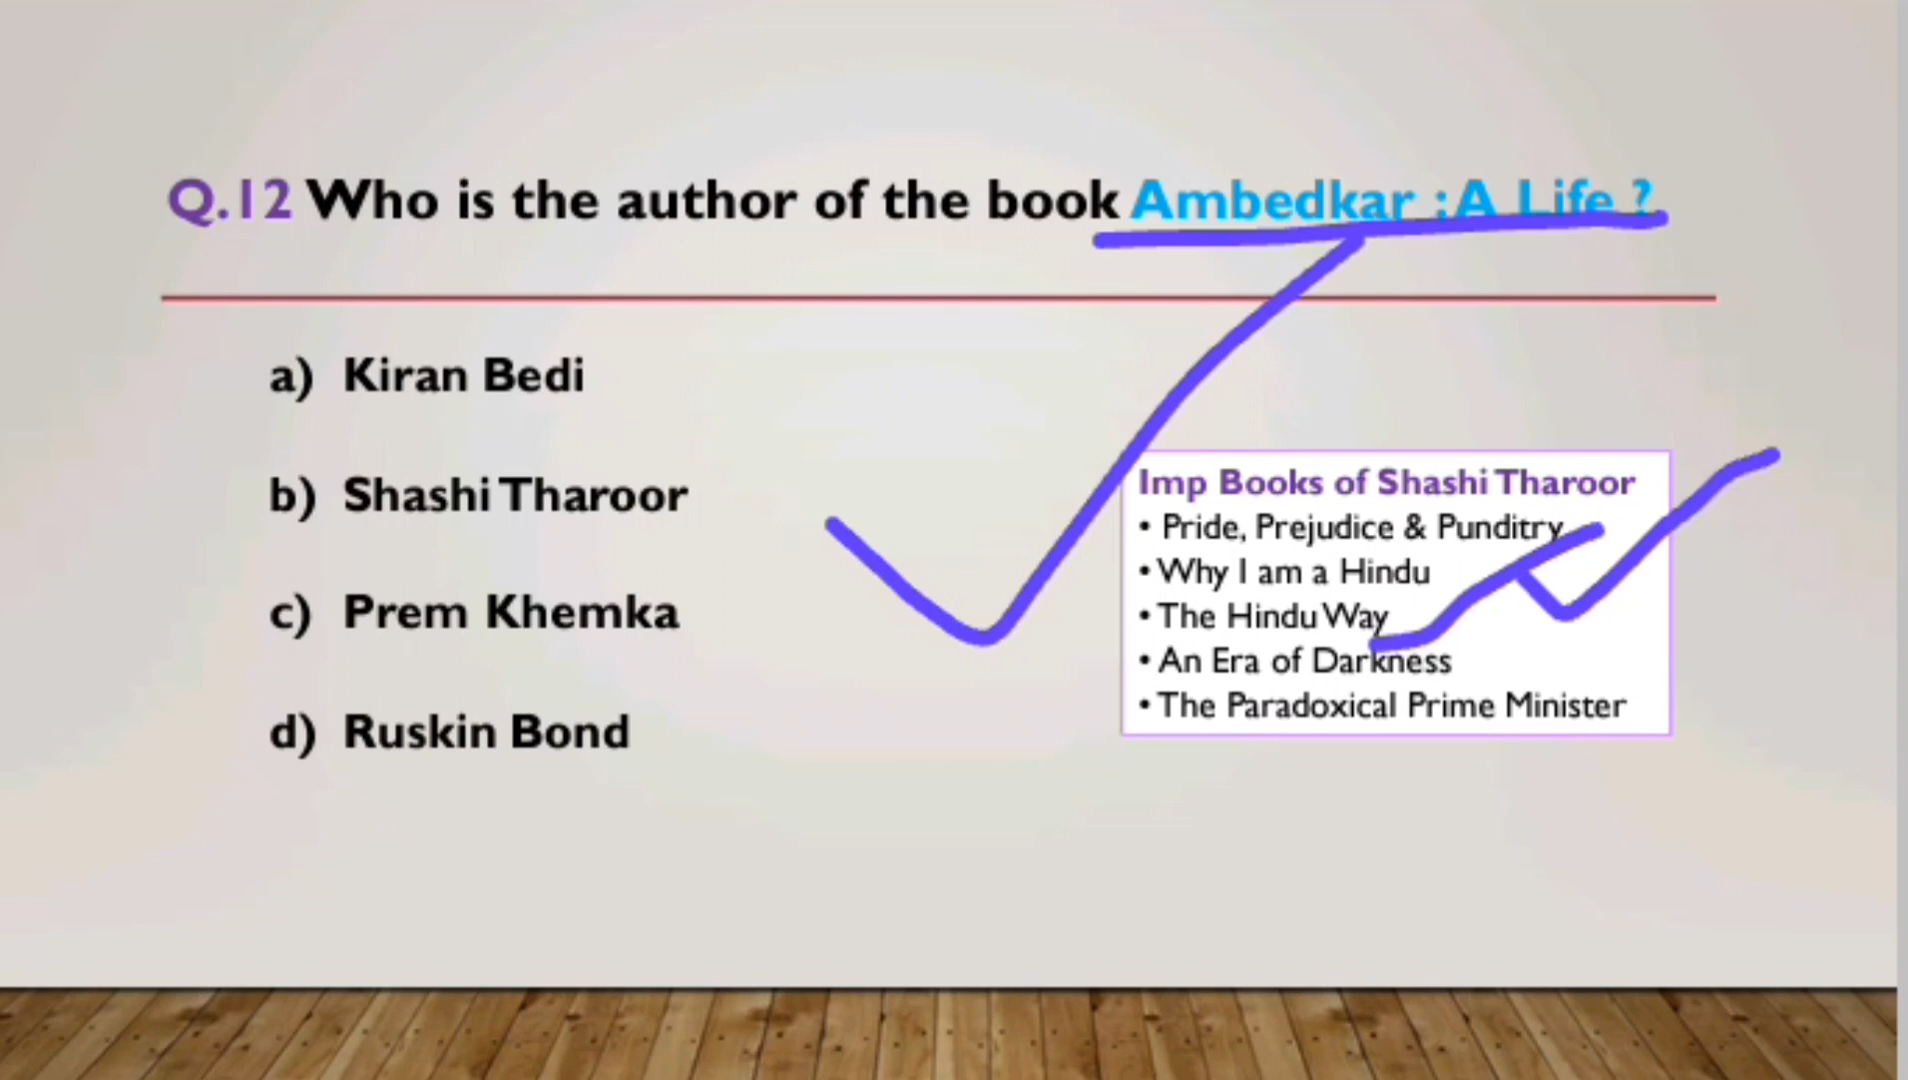 Q.12 Who is the author of the book Ambedkar :A Life ?
a) Kiran Bedi
b) Shashi Tharoor
c) Prem Khemka
d) Ruskin Bond
Imp Books of Shashi Tharoor
• Pride, Prejudice & Punditry
• Why I am a Hindu
• The Hindu Way
• An Era of Darkness
• The Paradoxical Prime Minister